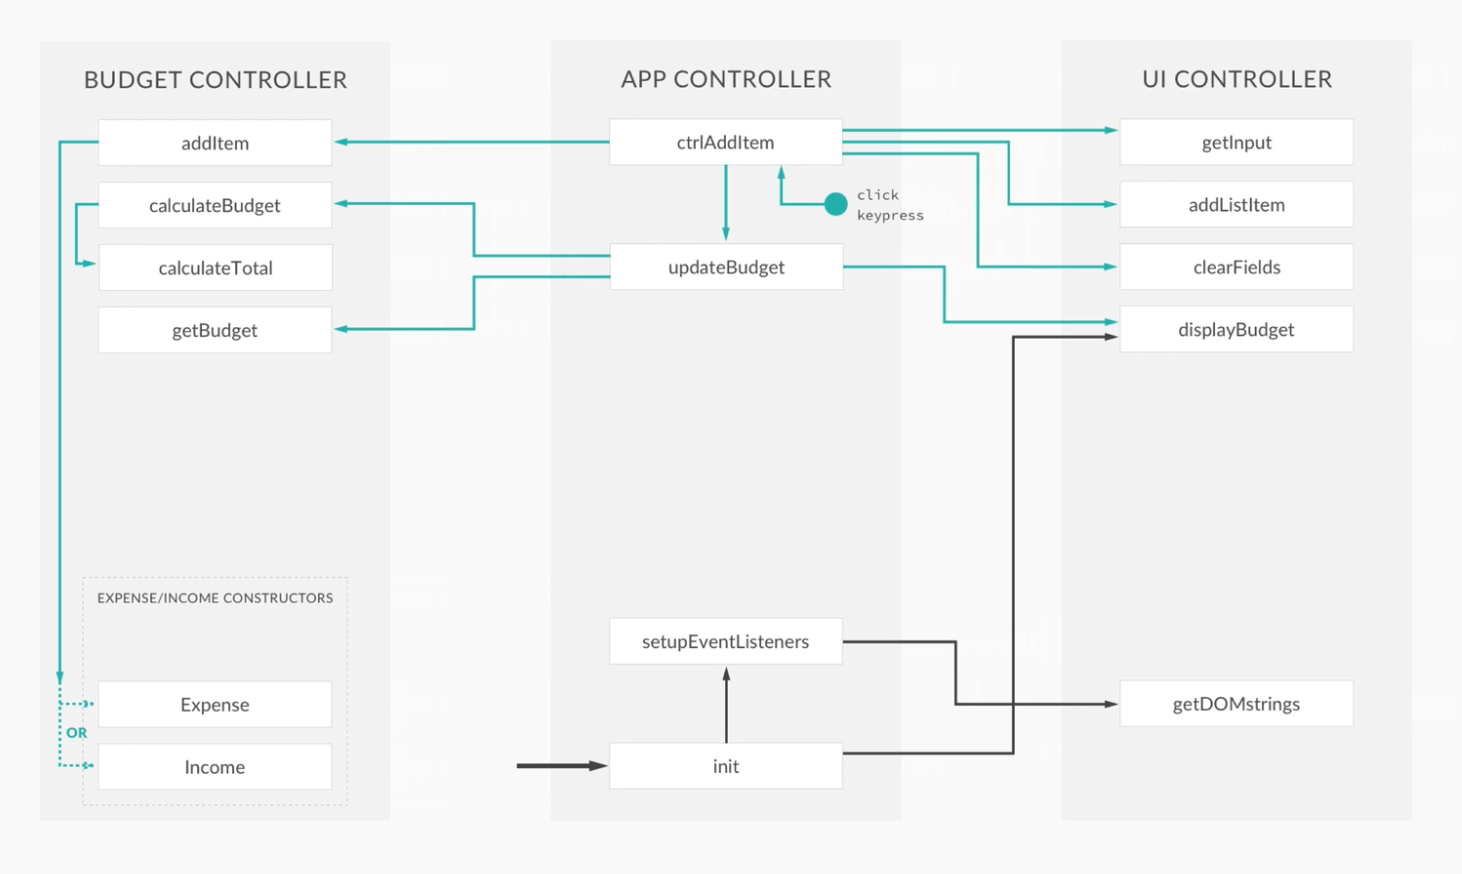 BUDGET CONTROLLER
addItem
calculateBudget
calculateTotal
getBudget
EXPENSE/INCOME CONSTRUCTORS
Expense
OR
Income
APP CONTROLLER
ctrlAddItem
click
keypress
updateBudget
setupEventListeners
init
UI CONTROLLER
getInput
addListItem
clearFields
displayBudget
getDOMstrings